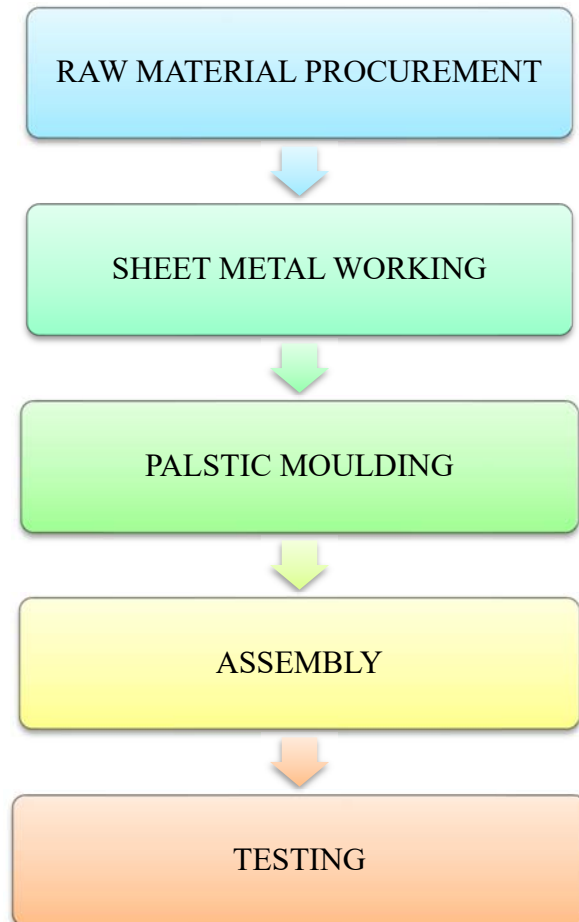 RAW MATERIAL PROCUREMENT
SHEET METAL WORKING
PALSTIC MOULDING
ASSEMBLY
TESTING